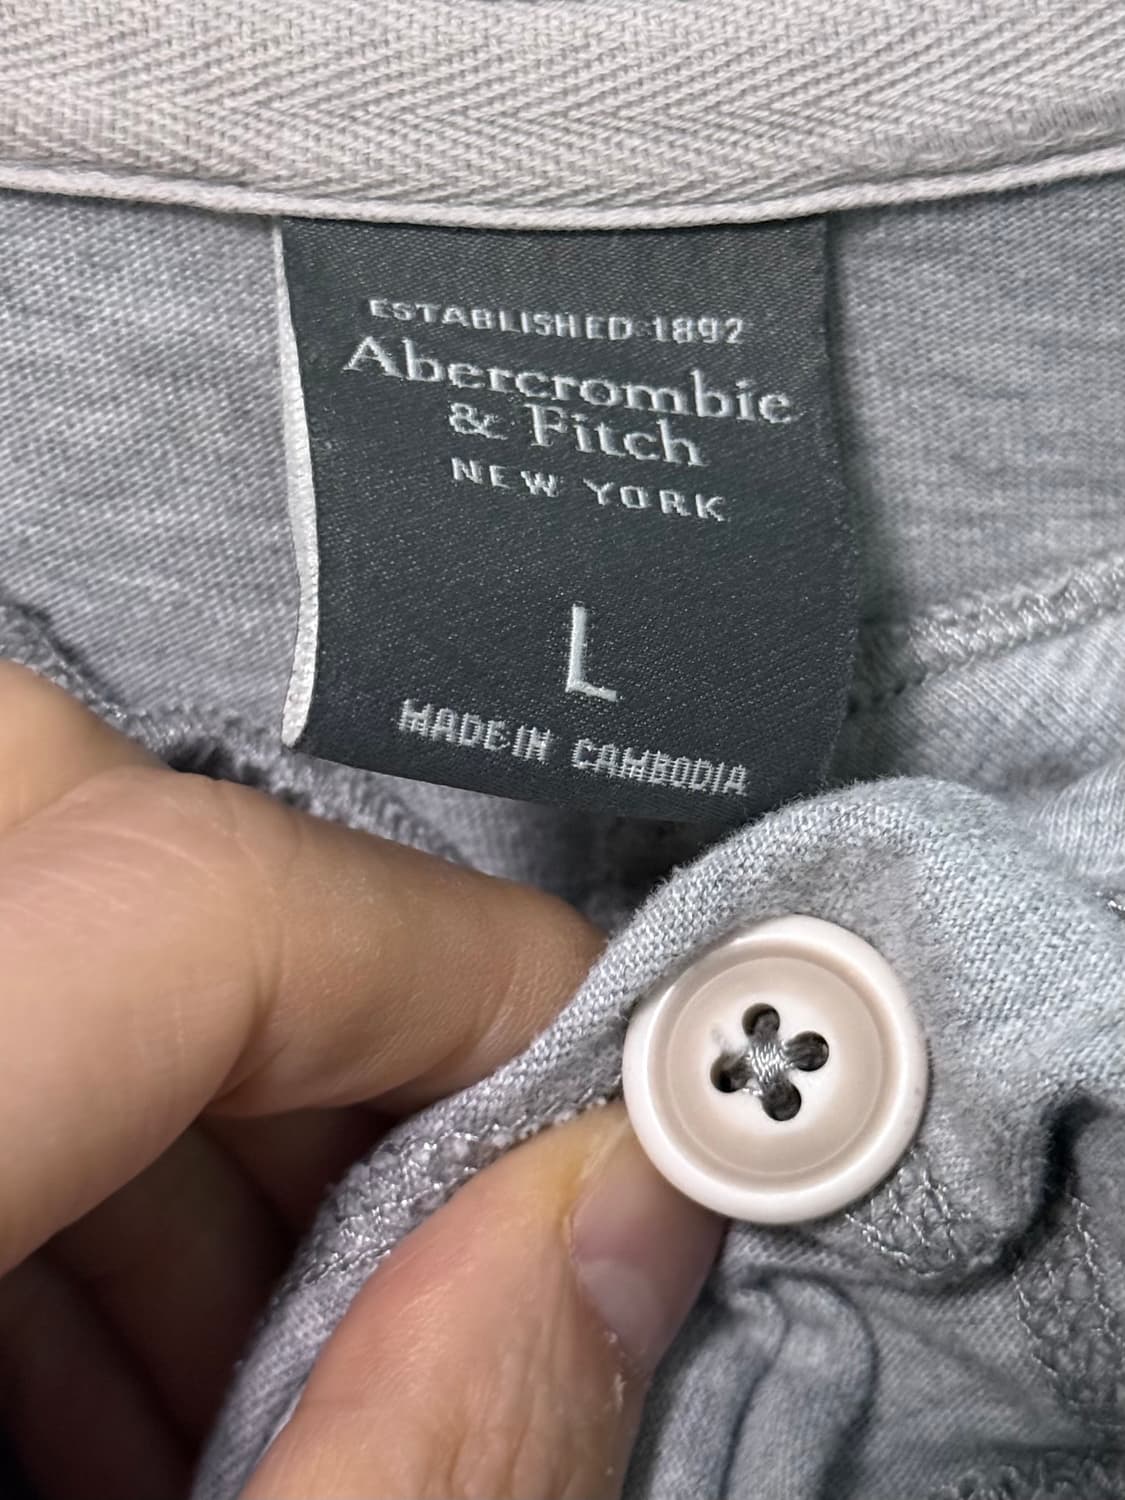 ESTABLISHED 1892
Abercrombie
& Fitch
NEW YORK
L
MADE IN CAMBODIA